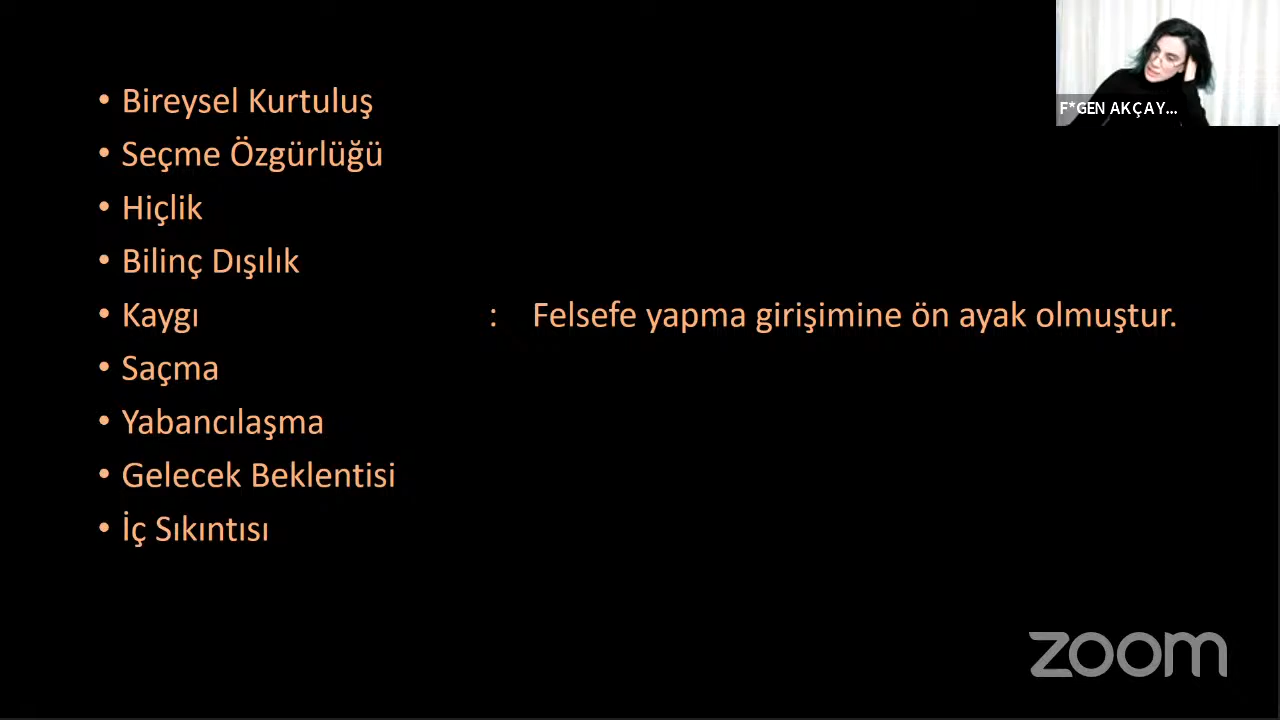 • Bireysel Kurtuluş
• Seçme Özgürlüğü
• Hiçlik
• Bilinç Dışılık
• Kaygı : Felsefe yapma girişimine ön ayak olmuştur.
• Saçma
• Yabancılaşma
• Gelecek Beklentisi
• İç Sıkıntısı
F*GEN AKÇAY...
zoom